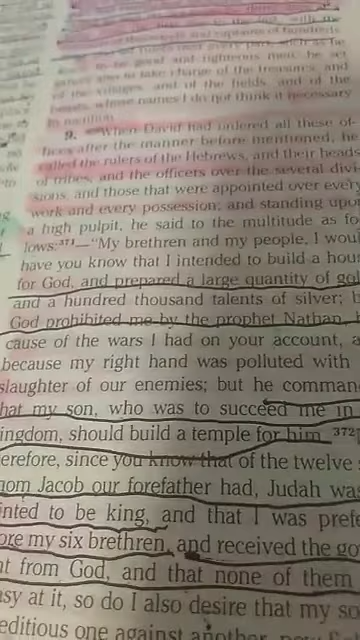 to be good and righteous men, he set
also to take charge of the treasures, and
of the villages, and of the fields, and of the
beasts, whose names I do not think it necessary
to mention.
9. When David had ordered all these of-
fices after the manner before mentioned, he
called the rulers of the Hebrews, and their heads
of tribes, and the officers over the several divi-
sions, and those that were appointed over every
work and every possession; and standing upon
a high pulpit, he said to the multitude as fo
lows:³⁷¹—"My brethren and my people, I woul
have you know that I intended to build a hou
for God, and prepared a large quantity of gol
and a hundred thousand talents of silver; b
God prohibited me by the prophet Nathan, b
cause of the wars I had on your account, a
because my right hand was polluted with
slaughter of our enemies; but he comman
hat my son, who was to succeed me in
ingdom, should build a temple for him.³⁷²
erefore, since you know that of the twelve s
hom Jacob our forefather had, Judah was
inted to be king, and that I was prefe
ore my six brethren, and received the go
t from God, and that none of them
asy at it, so do I also desire that my so
editious one against another